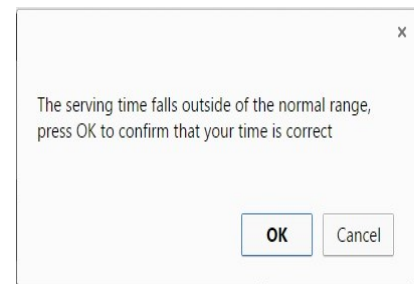 x
The serving time falls outside of the normal range,
press OK to confirm that your time is correct
OK Cancel